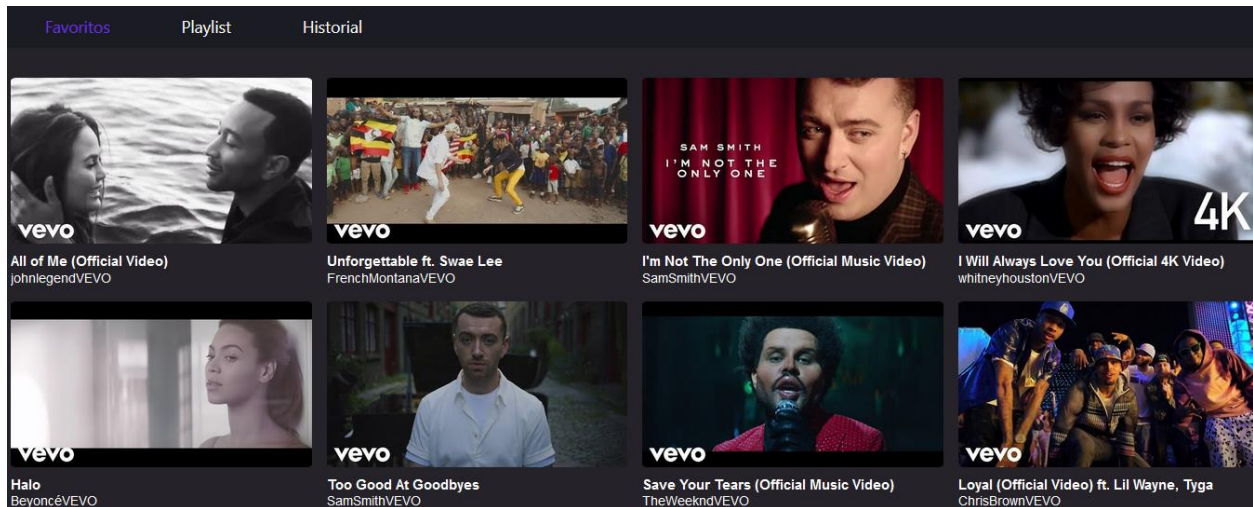 Favoritos Playlist Historial
vevo
vevo
SAM SMITH
I'M NOT THE
ONLY ONE
vevo
vevo
4K
All of Me (Official Video)
johnlegendVEVO
Unforgettable ft. Swae Lee
FrenchMontanaVEVO
I'm Not The Only One (Official Music Video)
SamSmithVEVO
I Will Always Love You (Official 4K Video)
whitneyhoustonVEVO
vevo
vevo
vevo
vevo
Halo
BeyoncéVEVO
Too Good At Goodbyes
SamSmithVEVO
Save Your Tears (Official Music Video)
TheWeekndVEVO
Loyal (Official Video) ft. Lil Wayne, Tyga
ChrisBrownVEVO